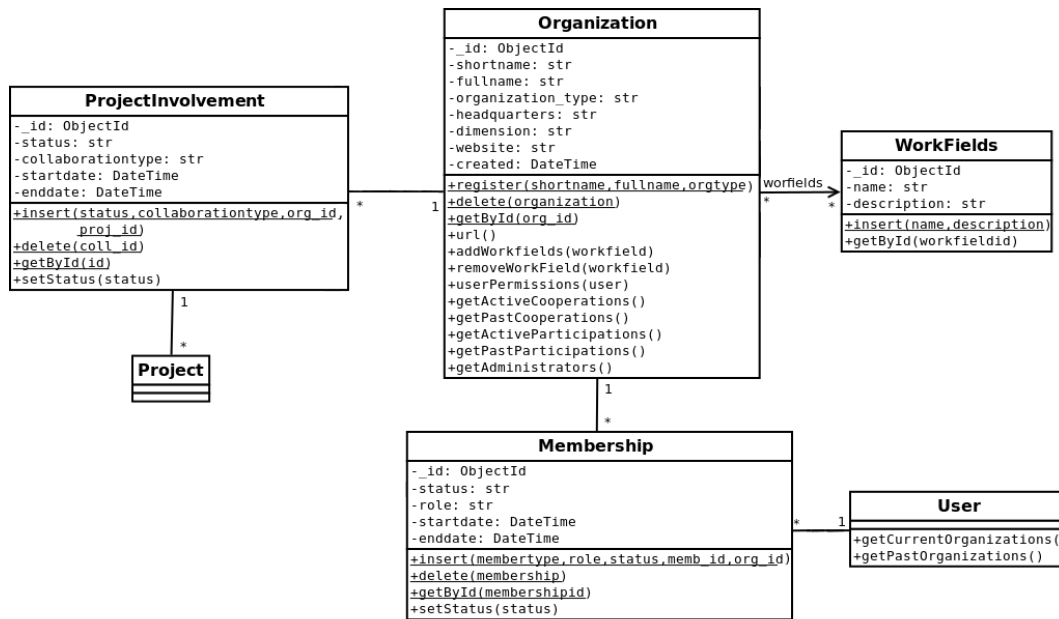 Organization
-_id: ObjectId
-shortname: str
-fullname: str
-organization_type: str
-headquarters: str
-dimension: str
-website: str
-created: DateTime
+register(shortname,fullname,orgtype)
+delete(organization)
+getById(org_id)
+url()
+addWorkfields(workfield)
+removeWorkField(workfield)
+userPermissions(user)
+getActiveCooperations()
+getPastCooperations()
+getActiveParticipations()
+getPastParticipations()
+getAdministrators()
ProjectInvolvement
-_id: ObjectId
-status: str
-collaborationtype: str
-startdate: DateTime
-enddate: DateTime
+insert(status,collaborationtype,org_id,
proj_id)
+delete(coll_id)
+getById(id)
+setStatus(status)
* 1
worfields
* *
WorkFields
-_id: ObjectId
-name: str
-description: str
+insert(name,description)
+getById(workfieldid)
1
*
Project
1
*
Membership
-_id: ObjectId
-status: str
-role: str
-startdate: DateTime
-enddate: DateTime
+insert(membertype,role,status,memb_id,org_id)
+delete(membership)
+getById(membershipid)
+setStatus(status)
* 1
User
+getCurrentOrganizations(
+getPastOrganizations()